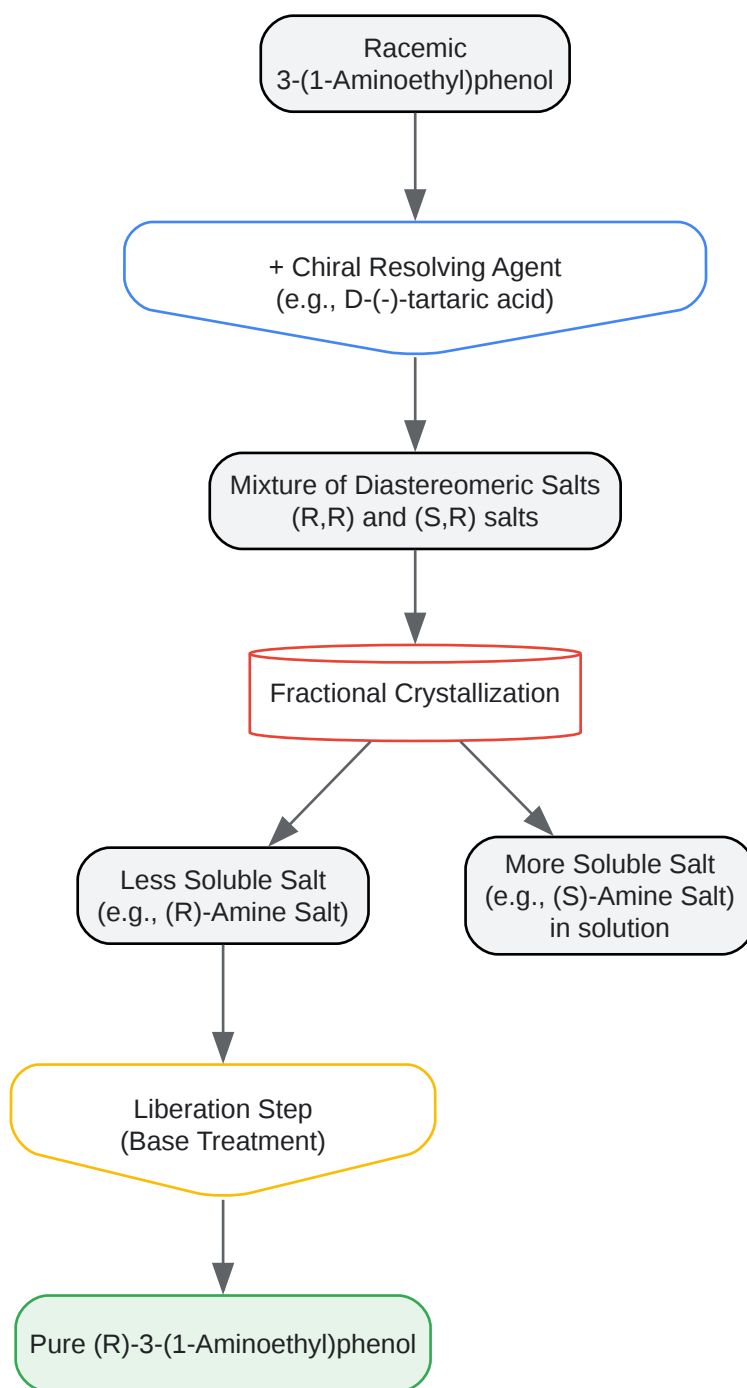 Racemic
3-(1-Aminoethyl)phenol
+ Chiral Resolving Agent
(e.g., D-(-)-tartaric acid)
Mixture of Diastereomeric Salts
(R,R) and (S,R) salts
Fractional Crystallization
Less Soluble Salt
(e.g., (R)-Amine Salt)
More Soluble Salt
(e.g., (S)-Amine Salt)
in solution
Liberation Step
(Base Treatment)
Pure (R)-3-(1-Aminoethyl)phenol